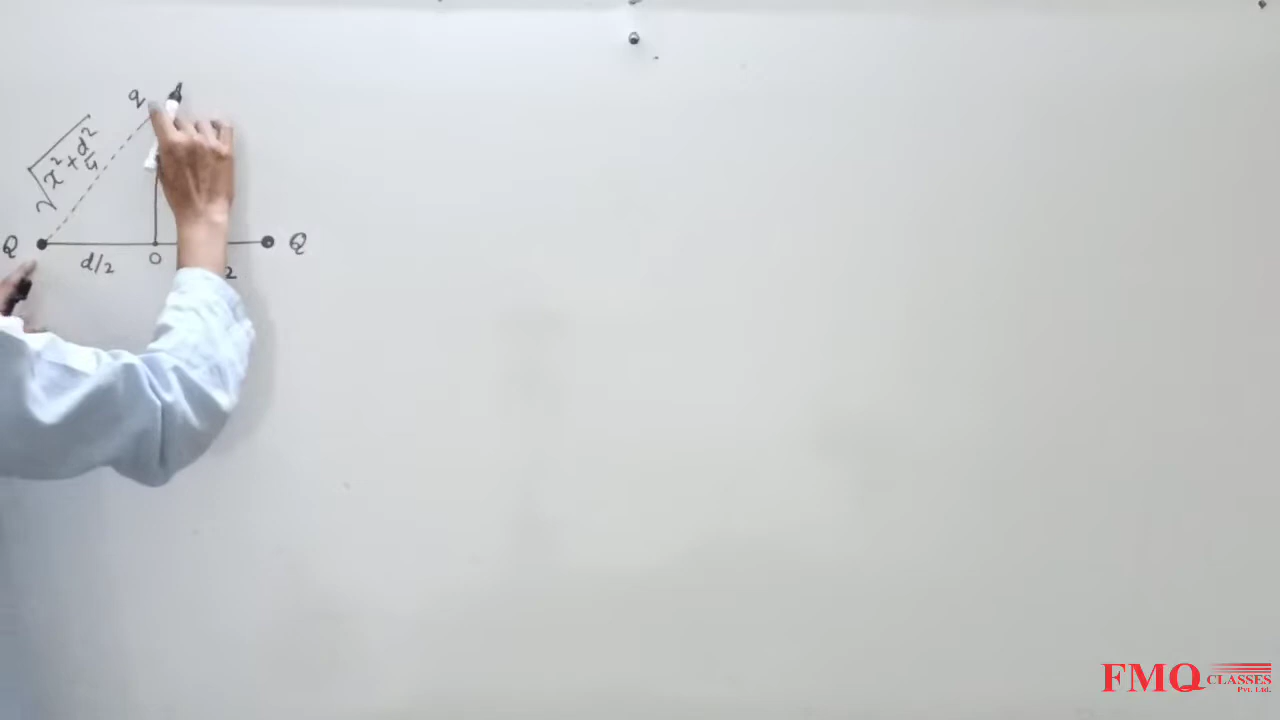 q
√x²+d²/4
Q
Q
d/2
O
2
FMQ CLASSES
Pvt. Ltd.